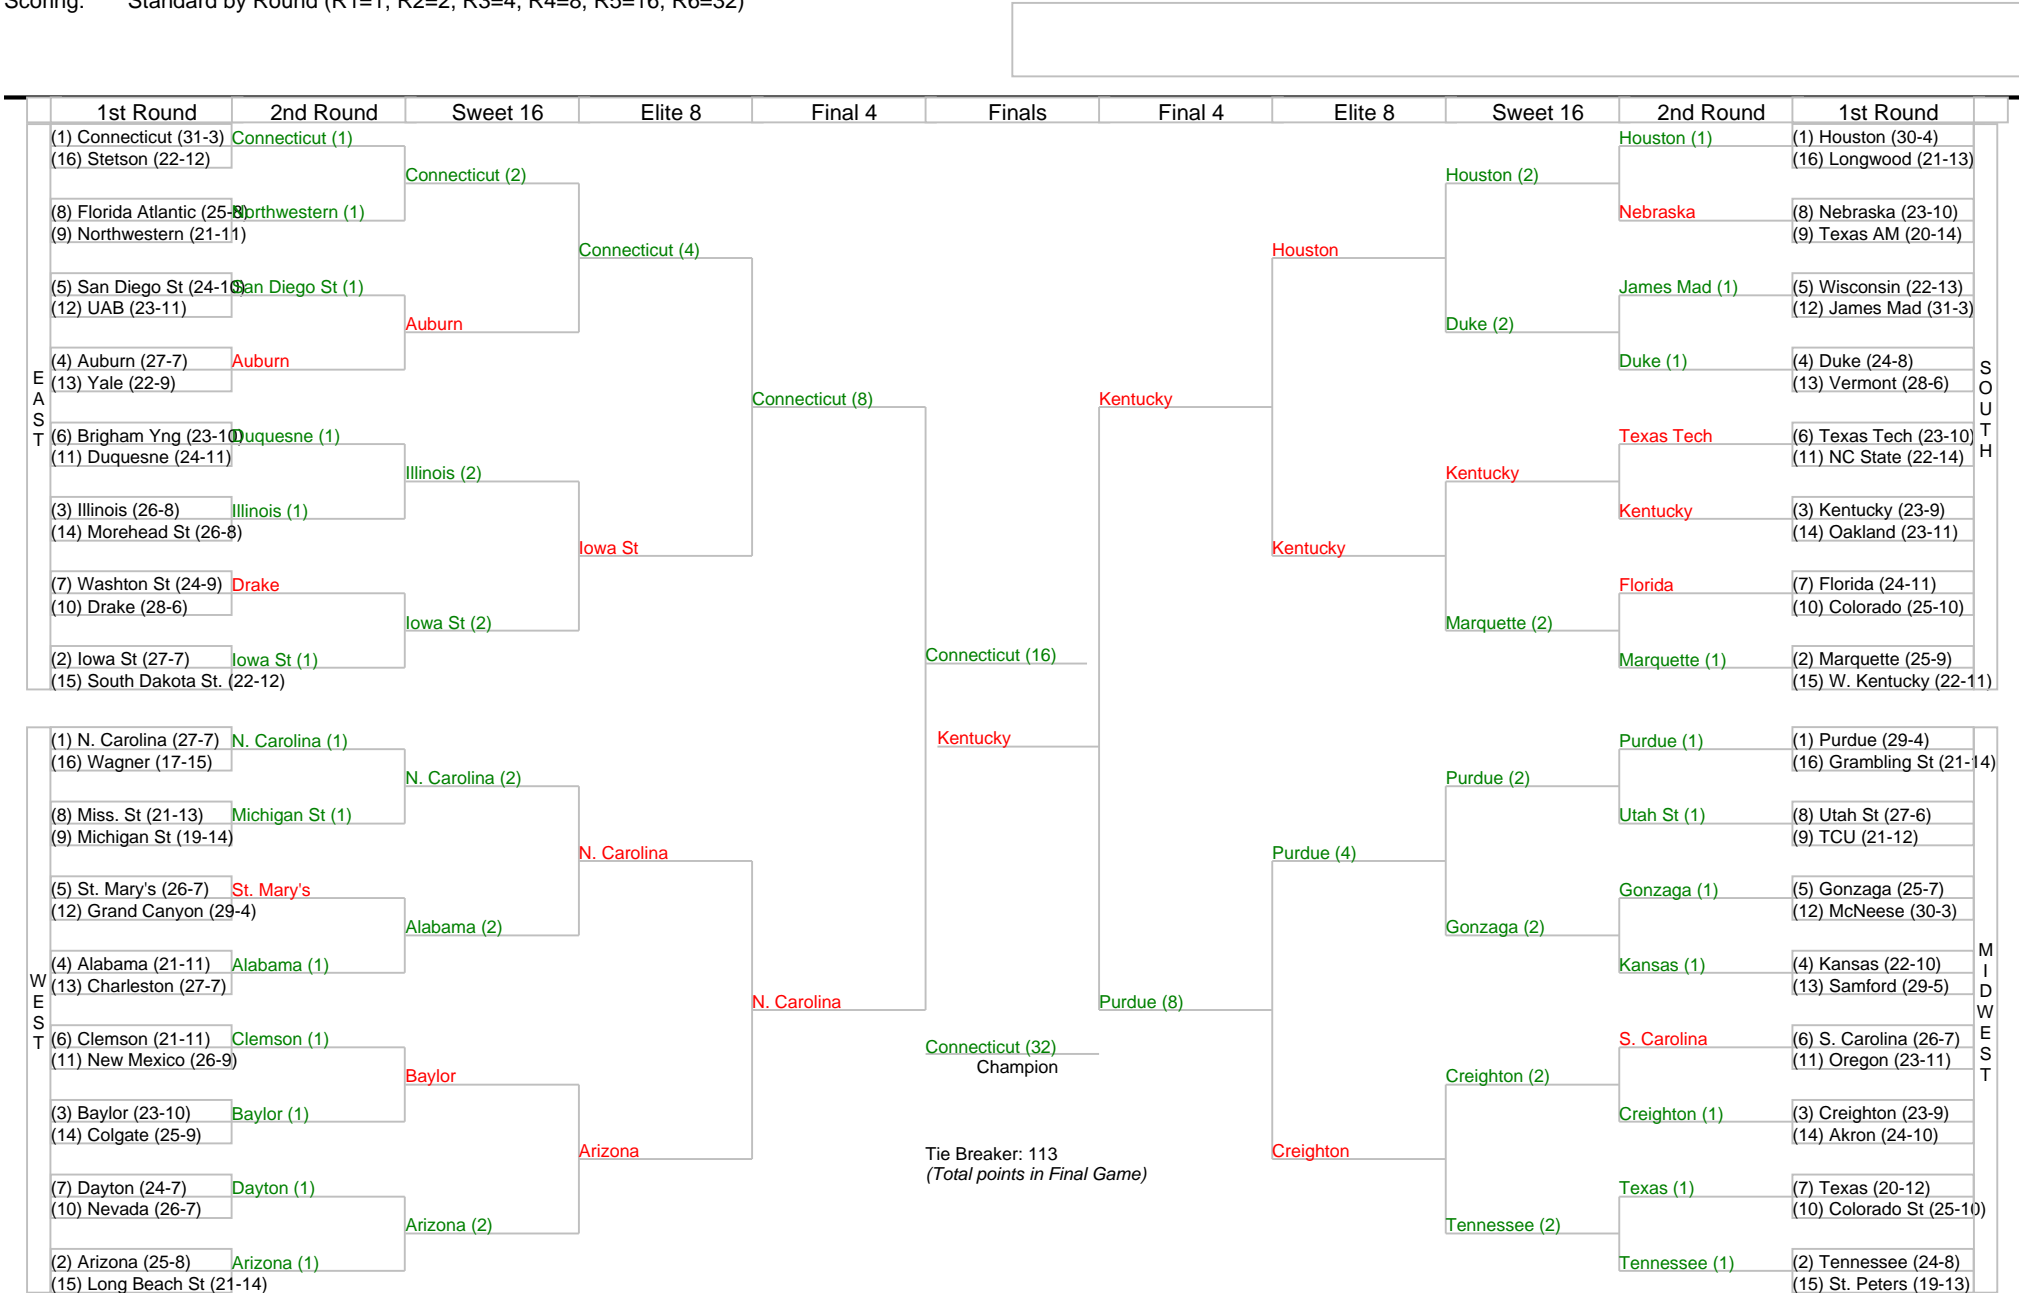 Scoring: Standard by Round (R1=1, R2=2, R3=4, R4=8, R5=16, R6=32)
1st Round 2nd Round Sweet 16 Elite 8 Final 4 Finals Final 4 Elite 8 Sweet 16 2nd Round 1st Round
EAST
(1) Connecticut (31-3)
(16) Stetson (22-12)
(8) Florida Atlantic (25-8)
(9) Northwestern (21-11)
(5) San Diego St (24-10)
(12) UAB (23-11)
(4) Auburn (27-7)
(13) Yale (22-9)
(6) Brigham Yng (23-10)
(11) Duquesne (24-11)
(3) Illinois (26-8)
(14) Morehead St (26-8)
(7) Washton St (24-9)
(10) Drake (28-6)
(2) Iowa St (27-7)
(15) South Dakota St. (22-12)
Connecticut (1)
Northwestern (1)
San Diego St (1)
Auburn
Duquesne (1)
Illinois (1)
Drake
Iowa St (1)
Connecticut (2)
Auburn
Illinois (2)
Iowa St (2)
Connecticut (4)
Iowa St
Connecticut (8)
WEST
(1) N. Carolina (27-7)
(16) Wagner (17-15)
(8) Miss. St (21-13)
(9) Michigan St (19-14)
(5) St. Mary's (26-7)
(12) Grand Canyon (29-4)
(4) Alabama (21-11)
(13) Charleston (27-7)
(6) Clemson (21-11)
(11) New Mexico (26-9)
(3) Baylor (23-10)
(14) Colgate (25-9)
(7) Dayton (24-7)
(10) Nevada (26-7)
(2) Arizona (25-8)
(15) Long Beach St (21-14)
N. Carolina (1)
Michigan St (1)
St. Mary's
Alabama (1)
Clemson (1)
Baylor (1)
Dayton (1)
Arizona (1)
N. Carolina (2)
Alabama (2)
Baylor
Arizona (2)
N. Carolina
Arizona
N. Carolina
Connecticut (16)
Kentucky
Connecticut (32)
Champion
Tie Breaker: 113
(Total points in Final Game)
Kentucky
Houston
Kentucky
Houston (2)
Duke (2)
Kentucky
Marquette (2)
Houston (1)
Nebraska
James Mad (1)
Duke (1)
Texas Tech
Kentucky
Florida
Marquette (1)
(1) Houston (30-4)
(16) Longwood (21-13)
(8) Nebraska (23-10)
(9) Texas AM (20-14)
(5) Wisconsin (22-13)
(12) James Mad (31-3)
(4) Duke (24-8)
(13) Vermont (28-6)
(6) Texas Tech (23-10)
(11) NC State (22-14)
(3) Kentucky (23-9)
(14) Oakland (23-11)
(7) Florida (24-11)
(10) Colorado (25-10)
(2) Marquette (25-9)
(15) W. Kentucky (22-11)
SOUTH
Purdue (8)
Purdue (4)
Creighton
Purdue (2)
Gonzaga (2)
Creighton (2)
Tennessee (2)
Purdue (1)
Utah St (1)
Gonzaga (1)
Kansas (1)
S. Carolina
Creighton (1)
Texas (1)
Tennessee (1)
(1) Purdue (29-4)
(16) Grambling St (21-14)
(8) Utah St (27-6)
(9) TCU (21-12)
(5) Gonzaga (25-7)
(12) McNeese (30-3)
(4) Kansas (22-10)
(13) Samford (29-5)
(6) S. Carolina (26-7)
(11) Oregon (23-11)
(3) Creighton (23-9)
(14) Akron (24-10)
(7) Texas (20-12)
(10) Colorado St (25-10)
(2) Tennessee (24-8)
(15) St. Peters (19-13)
MIDWEST